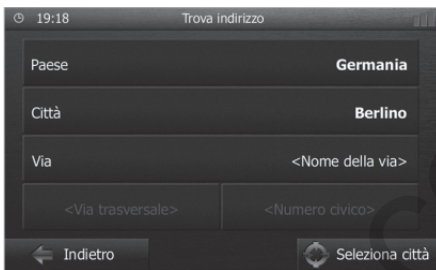 19:18 Trova indirizzo
Paese Germania
Città Berlino
Via <Nome della via>
<Via trasversale> <Numero civico>
Indietro Seleziona città